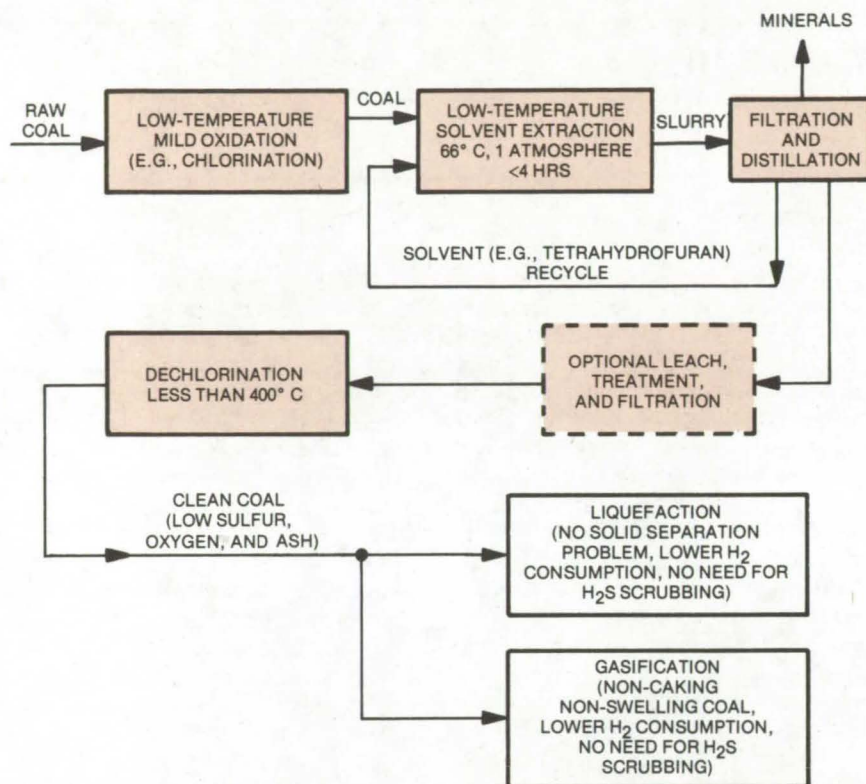 MINERALS
RAW
COAL
LOW-TEMPERATURE
MILD OXIDATION
(E.G., CHLORINATION)
COAL
LOW-TEMPERATURE
SOLVENT EXTRACTION
66° C, 1 ATMOSPHERE
<4 HRS
SLURRY
FILTRATION
AND
DISTILLATION
SOLVENT (E.G., TETRAHYDROFURAN)
RECYCLE
DECHLORINATION
LESS THAN 400° C
OPTIONAL LEACH,
TREATMENT,
AND FILTRATION
CLEAN COAL
(LOW SULFUR,
OXYGEN, AND ASH)
LIQUEFACTION
(NO SOLID SEPARATION
PROBLEM, LOWER H₂
CONSUMPTION, NO NEED FOR
H₂S SCRUBBING)
GASIFICATION
(NON-CAKING
NON-SWELLING COAL,
LOWER H₂ CONSUMPTION,
NO NEED FOR H₂S
SCRUBBING)